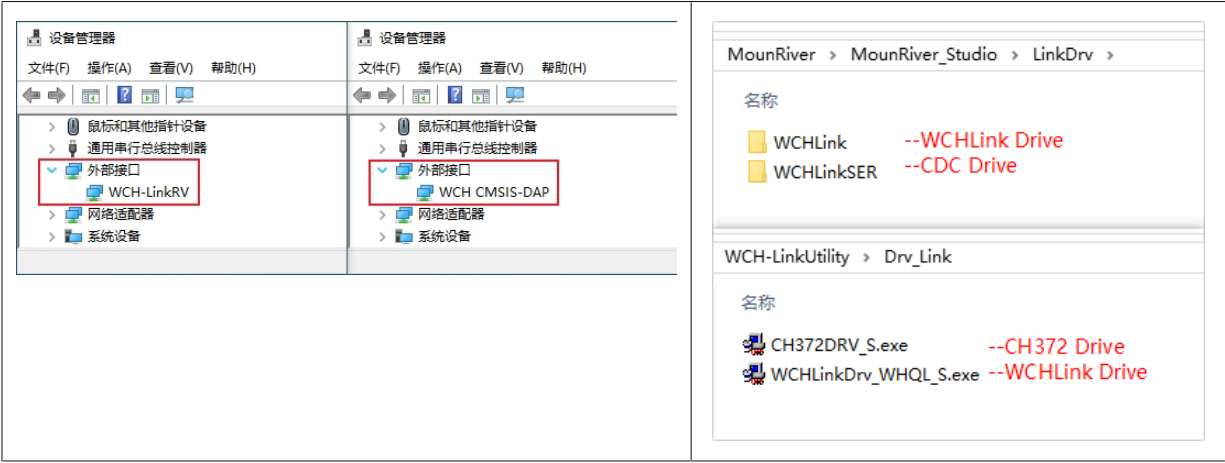 设备管理器
文件(F) 操作(A) 查看(V) 帮助(H)
鼠标和其他指针设备
通用串行总线控制器
外部接口
WCH-LinkRV
网络适配器
系统设备
设备管理器
文件(F) 操作(A) 查看(V) 帮助(H)
鼠标和其他指针设备
通用串行总线控制器
外部接口
WCH CMSIS-DAP
网络适配器
系统设备
MounRiver > MounRiver_Studio > LinkDrv >
名称
WCHLink --WCHLink Drive
WCHLinkSER --CDC Drive
WCH-LinkUtility > Drv_Link
名称
CH372DRV_S.exe --CH372 Drive
WCHLinkDrv_WHQL_S.exe --WCHLink Drive